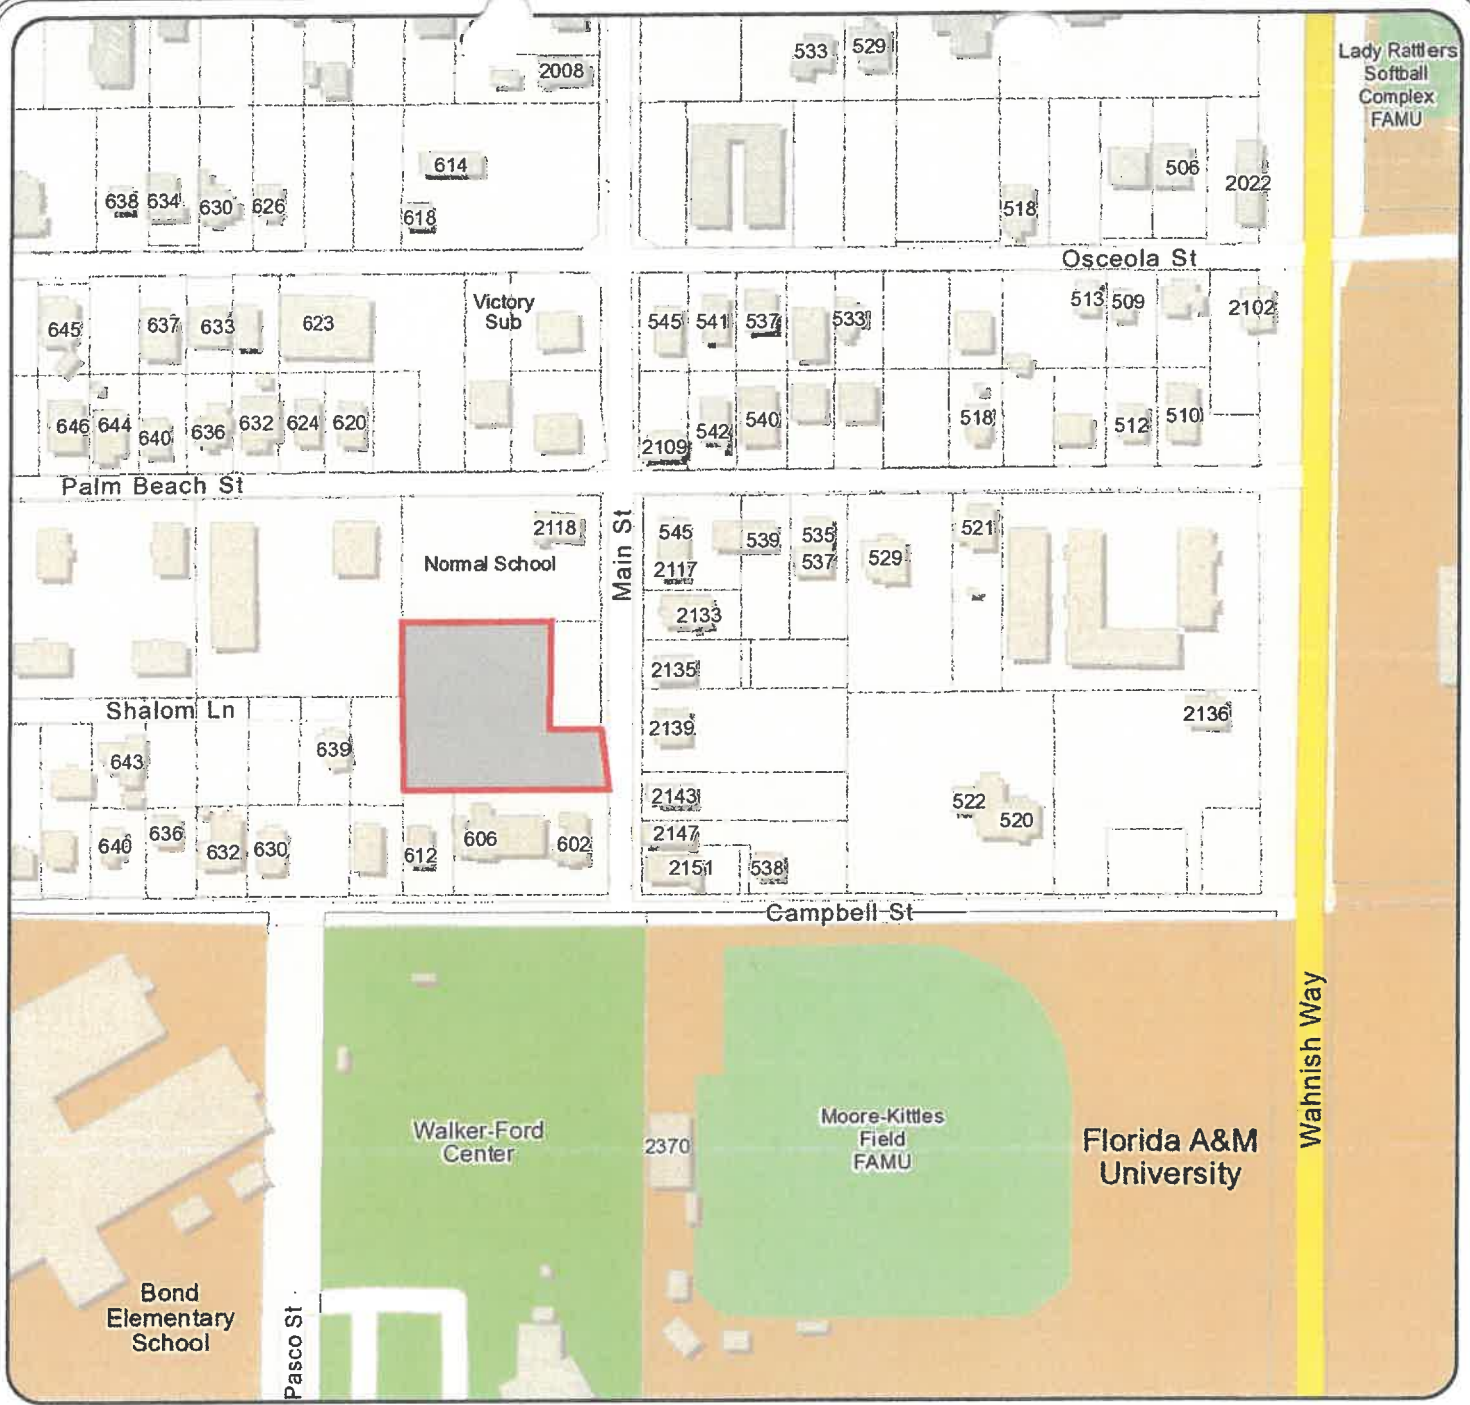 533
529
Lady Rattlers
Softball
Complex
FAMU
2008
614
506
2022
638
634
630
626
618
518
Osceola St
645
637
633
623
Victory
Sub
545
541
537
533
513
509
2102
646
644
640
636
632
624
620
2109
542
540
518
512
510
Palm Beach St
2118
Normal School
Main St
545
2117
539
535
537
529
521
2133
2135
Shalom Ln
2139
2136
643
639
2143
522
520
640
636
632
630
612
606
602
2147
2151
538
Campbell St
Wahnish Way
Walker-Ford
Center
2370
Moore-Kittles
Field
FAMU
Florida A&M
University
Bond
Elementary
School
Pasco St